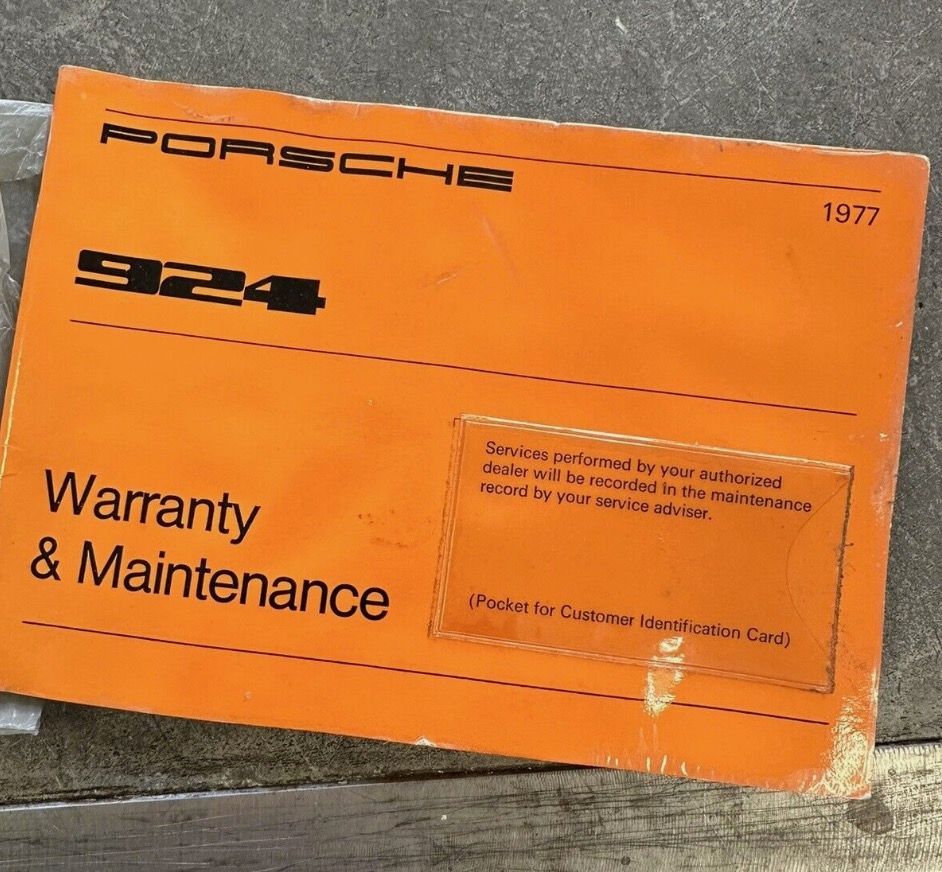 PORSCHE
1977
924
Warranty
& Maintenance
Services performed by your authorized
dealer will be recorded in the maintenance
record by your service adviser.
(Pocket for Customer Identification Card)